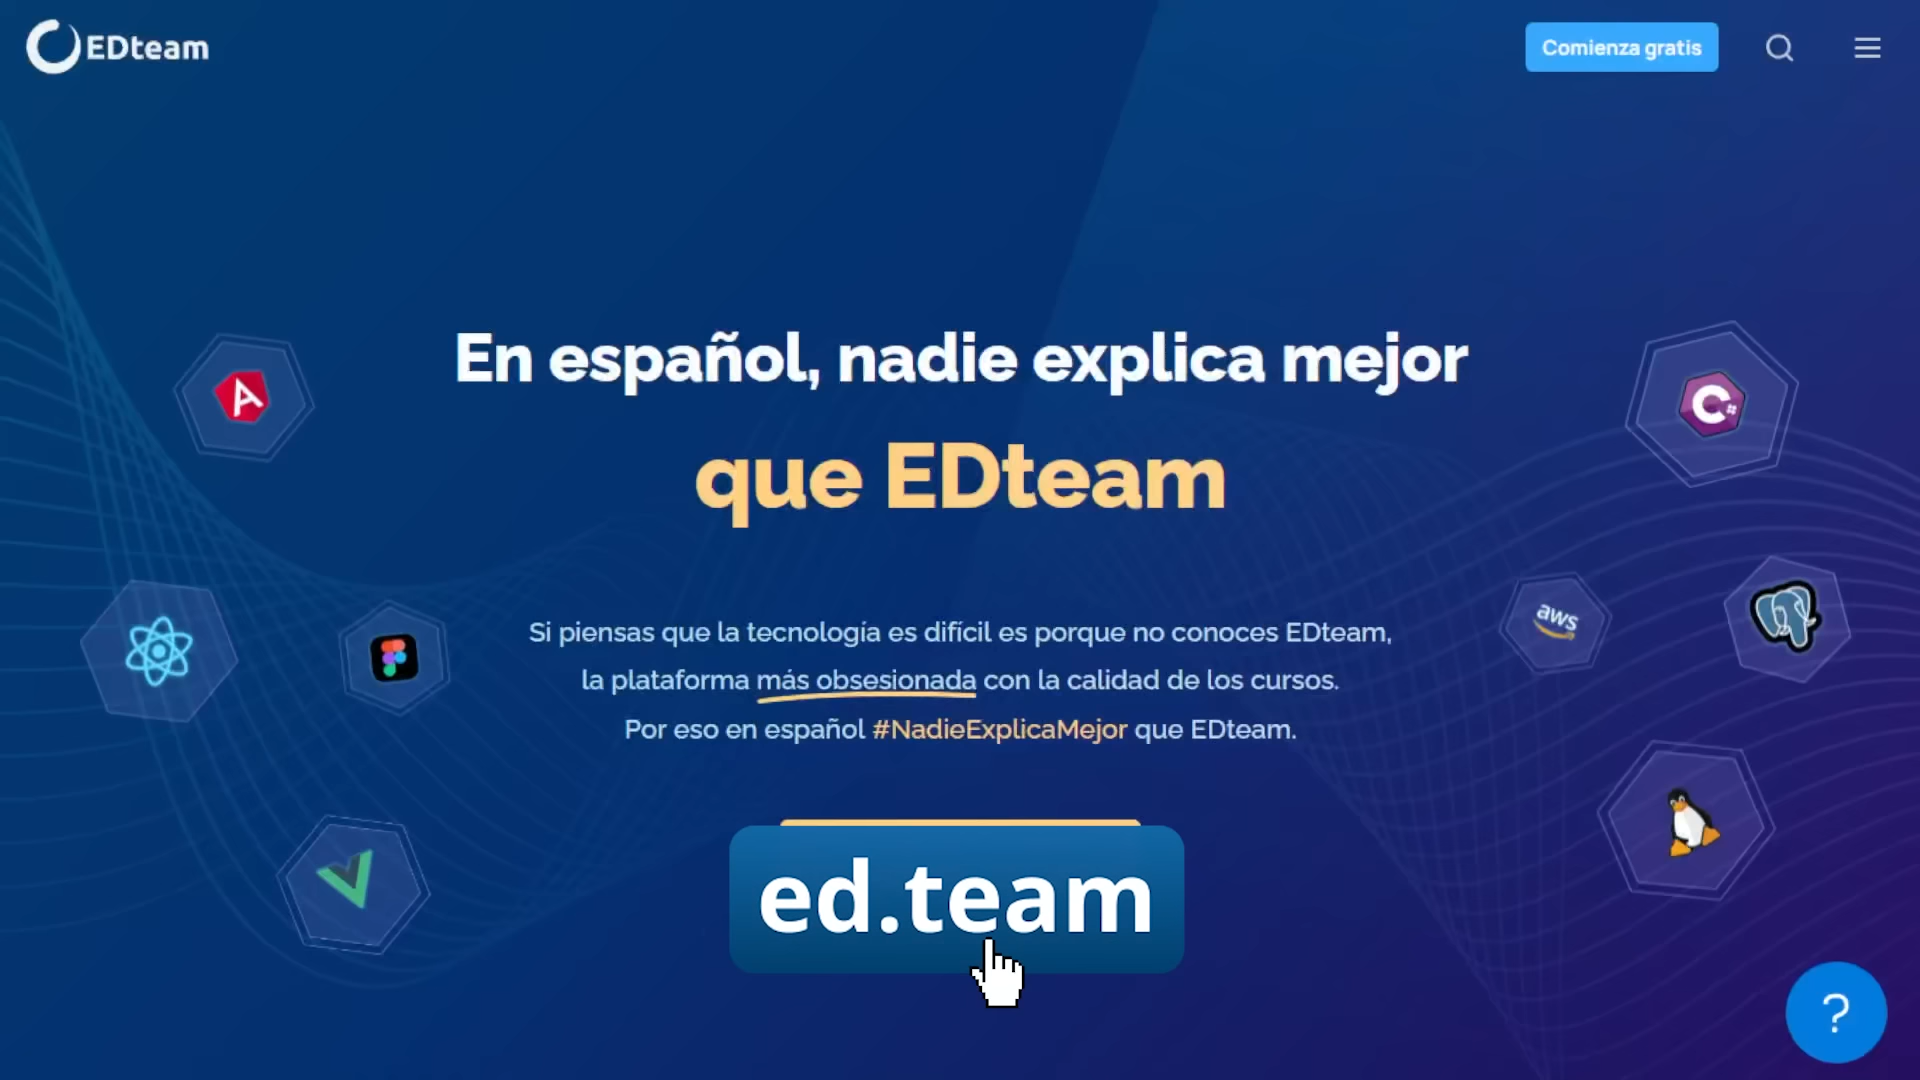 EDteam
Comienza gratis
En español, nadie explica mejor
que EDteam
Si piensas que la tecnología es difícil es porque no conoces EDteam,
la plataforma más obsesionada con la calidad de los cursos.
Por eso en español #NadieExplicaMejor que EDteam.
aws
ed.team
?